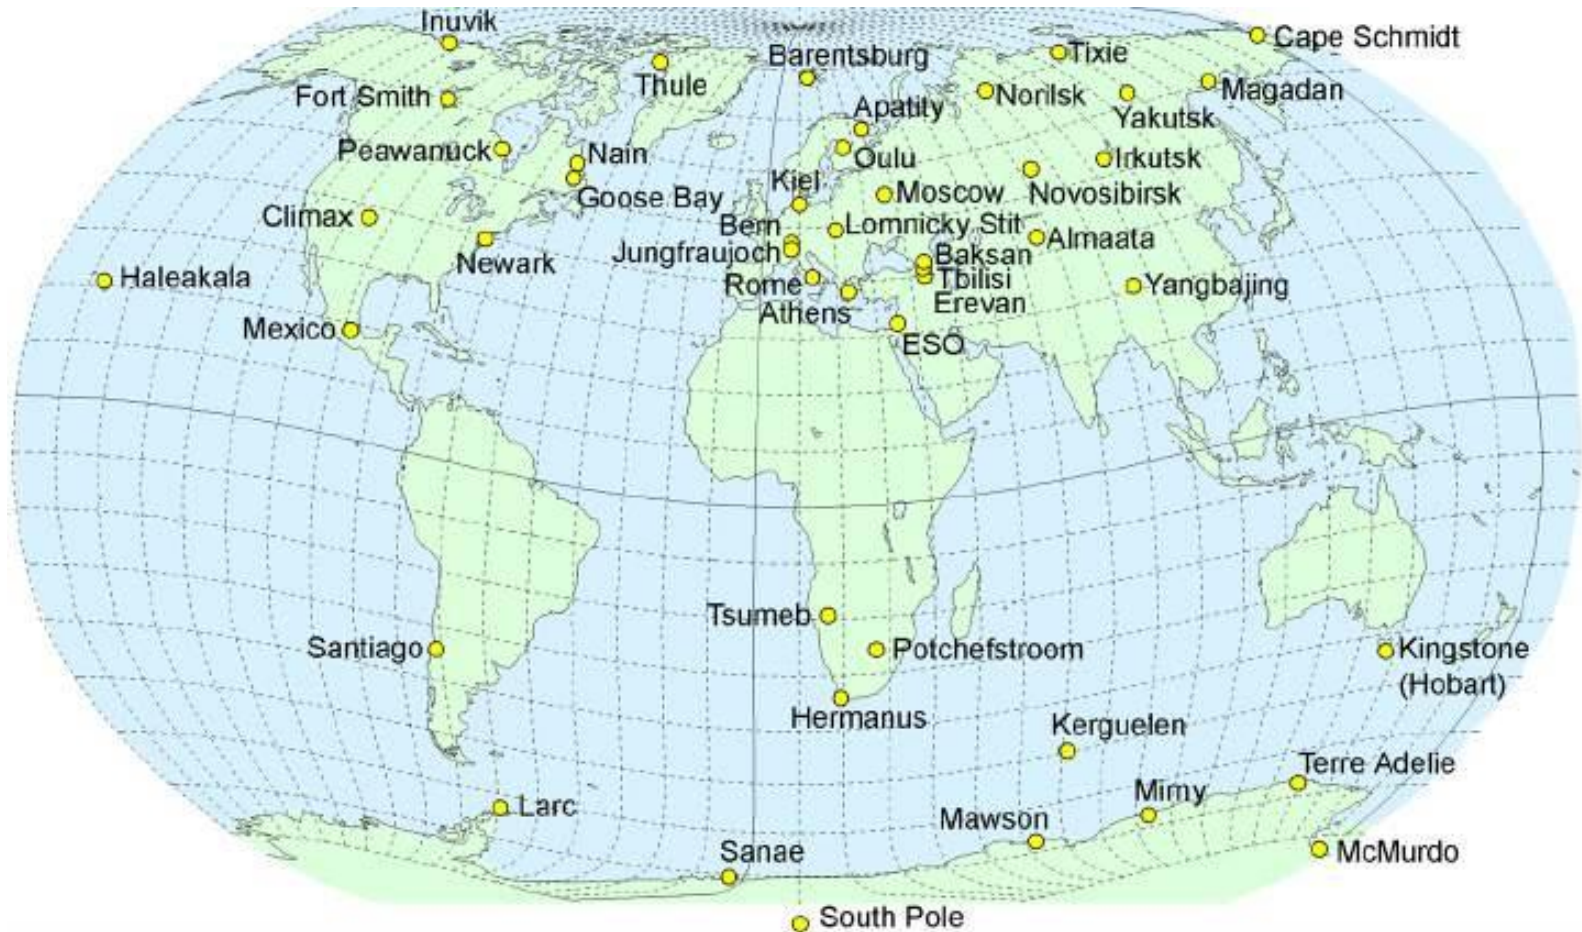 Inuvik
Cape Schmidt
Barentsburg
Tixie
Thule
Fort Smith
Norilsk
Magadan
Apatity
Yakutsk
Peawanuck
Nain
Oulu
Irkutsk
Kiel
Moscow
Novosibirsk
Goose Bay
Climax
Bern
Lomnicky Stit
Almaata
Jungfraujoch
Baksan
Newark
Haleakala
Rome
Tbilisi
Yangbajing
Erevan
Athens
Mexico
ESO
Tsumeb
Santiago
Potchefstroom
Kingstone
(Hobart)
Hermanus
Kerguelen
Terre Adelie
Mirny
Larc
Mawson
Sanae
McMurdo
South Pole